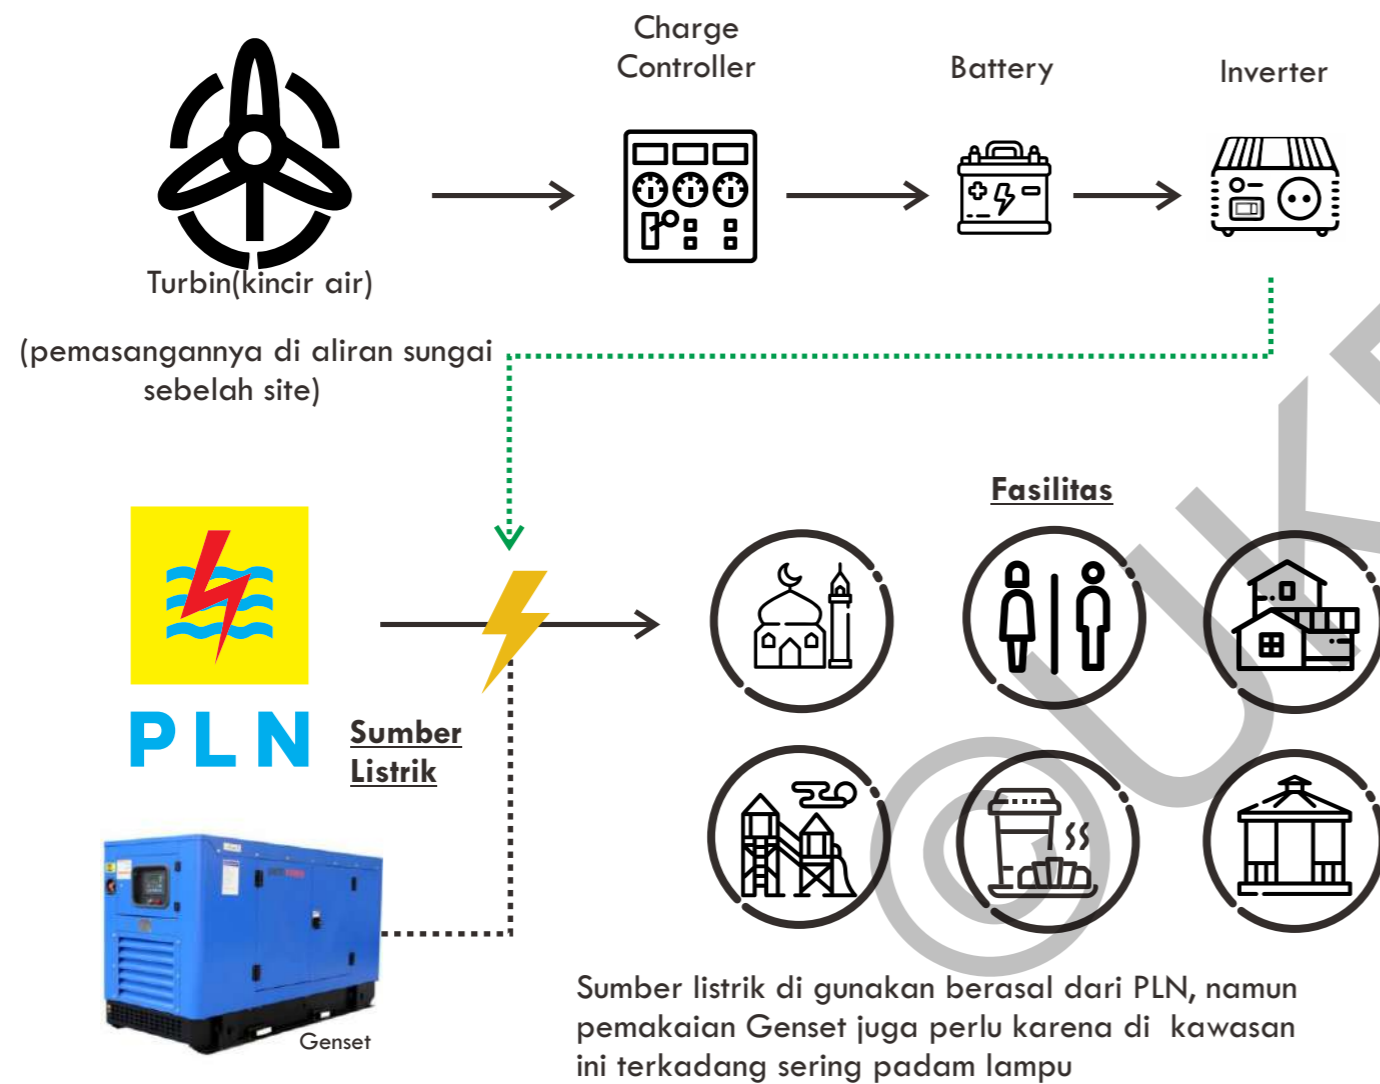 Charge
Controller
Battery
Inverter
Turbin(kincir air)
(pemasangannya di aliran sungai
sebelah site)
Fasilitas
PLN
Sumber
Listrik
Genset
Sumber listrik di gunakan berasal dari PLN, namun
pemakaian Genset juga perlu karena di kawasan
ini terkadang sering padam lampu